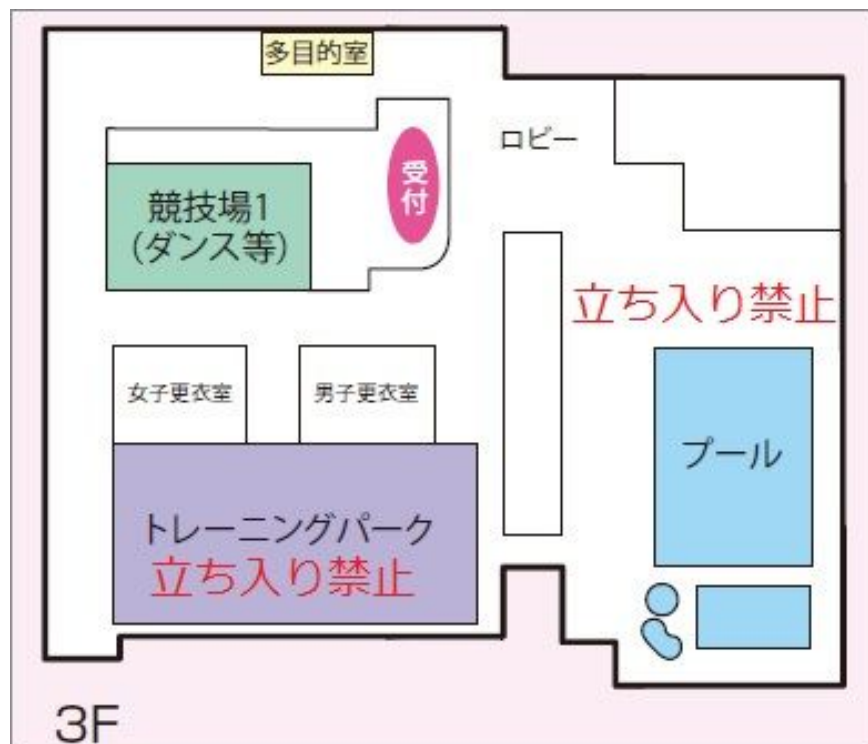 多目的室
ロビー
受付
競技場1
(ダンス等)
立ち入り禁止
女子更衣室
男子更衣室
プール
トレーニングパーク
立ち入り禁止
3F